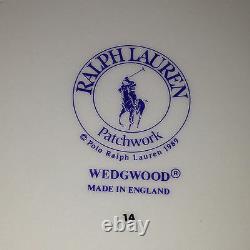 RALPH LAUREN
Patchwork
© Polo Ralph Lauren 1989
WEDGWOOD®
MADE IN ENGLAND
14